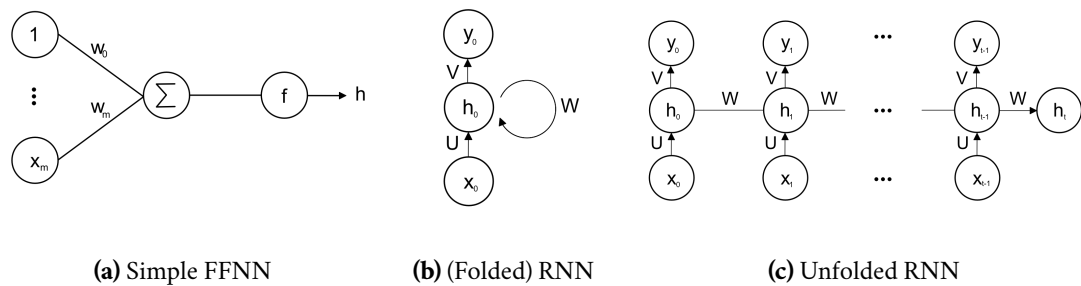 1 w₀ ⋮ xₘ wₘ ∑ f h
y₀ V h₀ W U x₀
y₀ y₁ ... yₜ₋₁
V V V
h₀ W h₁ W hₜ₋₁ W hₜ
U U U
x₀ x₁ ... xₜ₋₁
(a) Simple FFNN
(b) (Folded) RNN
(c) Unfolded RNN